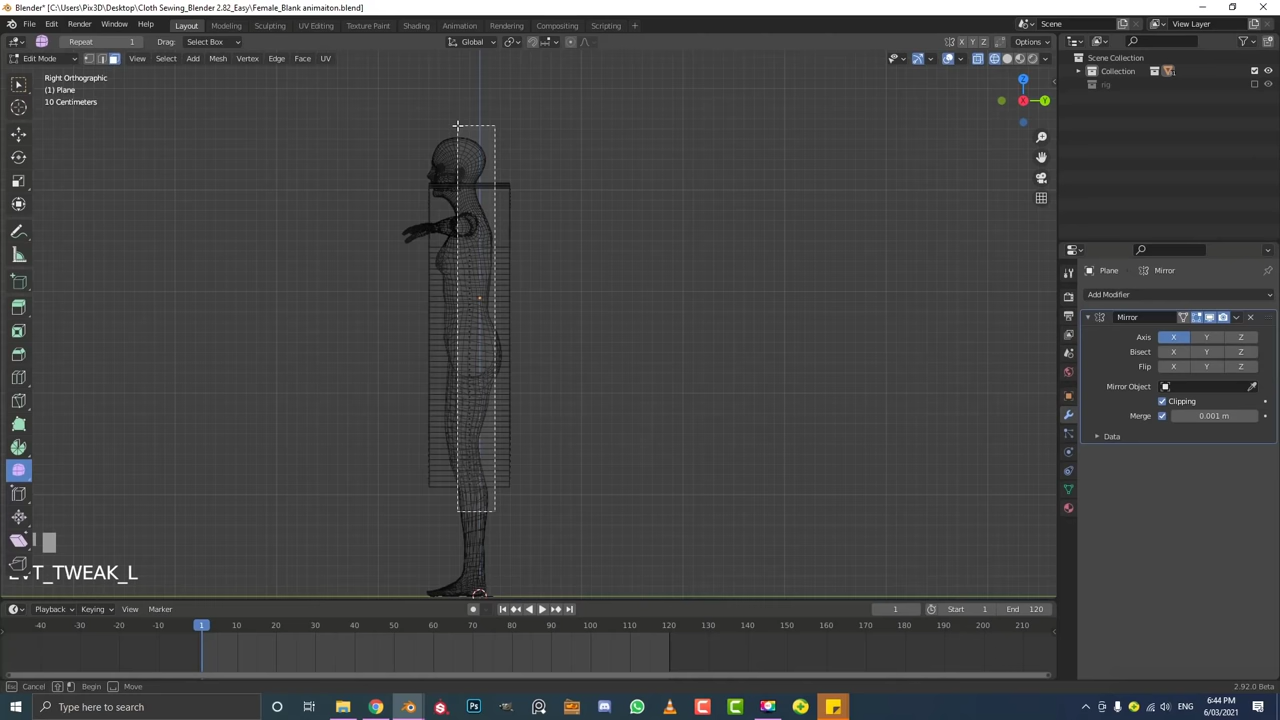 Blender* [C:\Users\Pix3D\Desktop\Cloth Sewing_Blender 2.82_Easy\Female_Blank animaiton.blend]
File Edit Render Window Help Layout Modeling Sculpting UV Editing Texture Paint Shading Animation Rendering Compositing Scripting + Scene View Layer
Repeat 1 Drag: Select Box Global X Y Z Options
Edit Mode View Select Add Mesh Vertex Edge Face UV
Scene Collection
Collection
rig
Right Orthographic
(1) Plane
10 Centimeters
Z
X
Y
Plane Mirror
Add Modifier
Mirror
Axis X Y Z
Bisect X Y Z
Flip X Y Z
Mirror Object
Clipping
Merge 0.001 m
Data
Playback Keying View Marker 1 Start 1 End 120
-40 -30 -20 -10 1 10 20 30 40 50 60 70 80 90 100 110 120 130 140 150 160 170 180 190 200 210
Cancel Begin Move 2.92.0 Beta
Type here to search
6:44 PM
6/03/2021